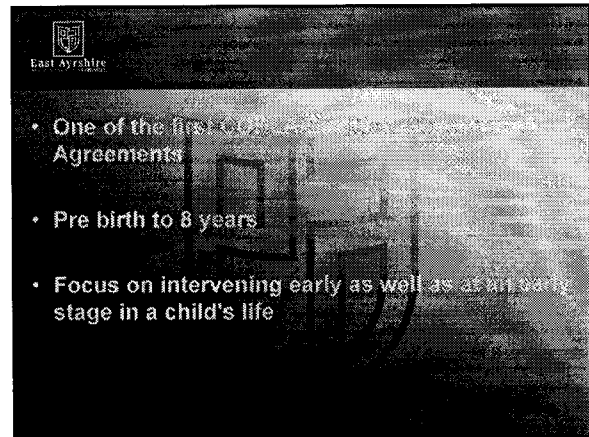 East Ayrshire
• One of the first
Agreements
• Pre birth to 8 years
• Focus on intervening early as well as at an early
stage in a child's life